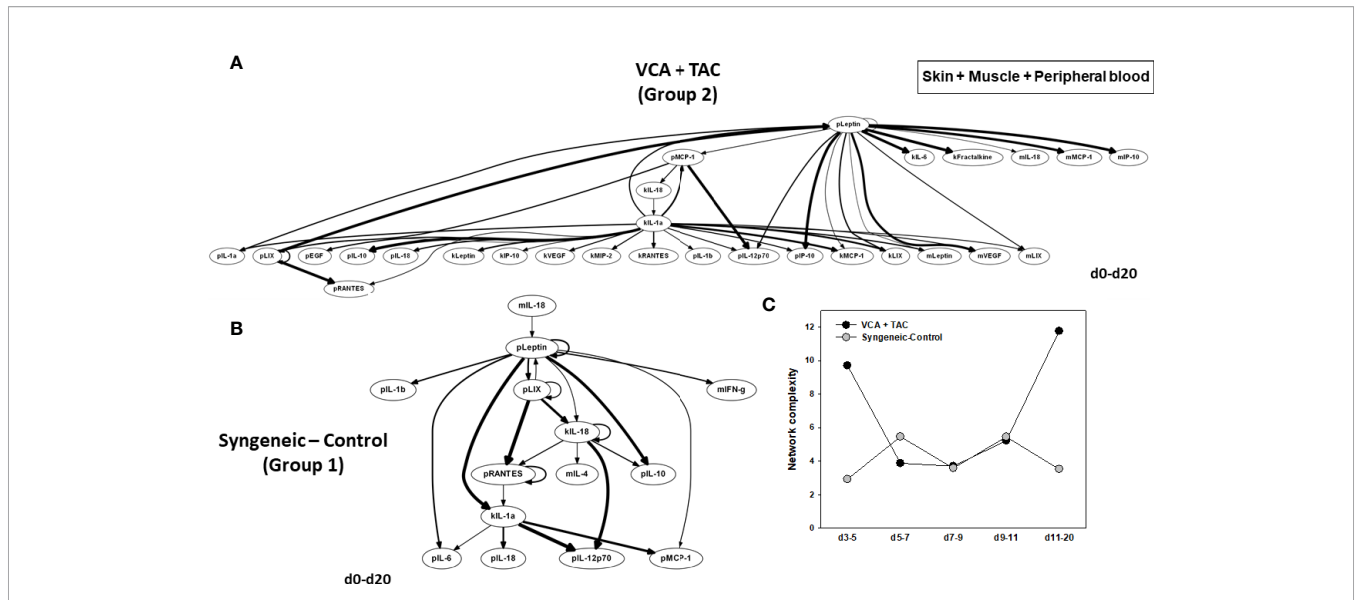 A
VCA + TAC
(Group 2)
Skin + Muscle + Peripheral blood
pLeptin
pMCP-1
kIL-6
kFractalkine
mIL-18
mMCP-1
mIP-10
kIL-18
kIL-1a
pIL-1a
pLIX
pEGF
pIL-10
pIL-18
kLeptin
kIP-10
kVEGF
kMIP-2
kRANTES
pIL-1b
pIL-12p70
pIP-10
kMCP-1
kLIX
mLeptin
mVEGF
mLIX
pRANTES
d0-d20
B
mIL-18
pLeptin
pIL-1b
pLIX
mIFN-g
kIL-18
Syngeneic – Control
(Group 1)
pRANTES
mIL-4
pIL-10
kIL-1a
pIL-6
pIL-18
pIL-12p70
pMCP-1
d0-d20
C
VCA + TAC
Syngeneic-Control
Network complexity
12
10
8
6
4
2
0
d3-5
d5-7
d7-9
d9-11
d11-20